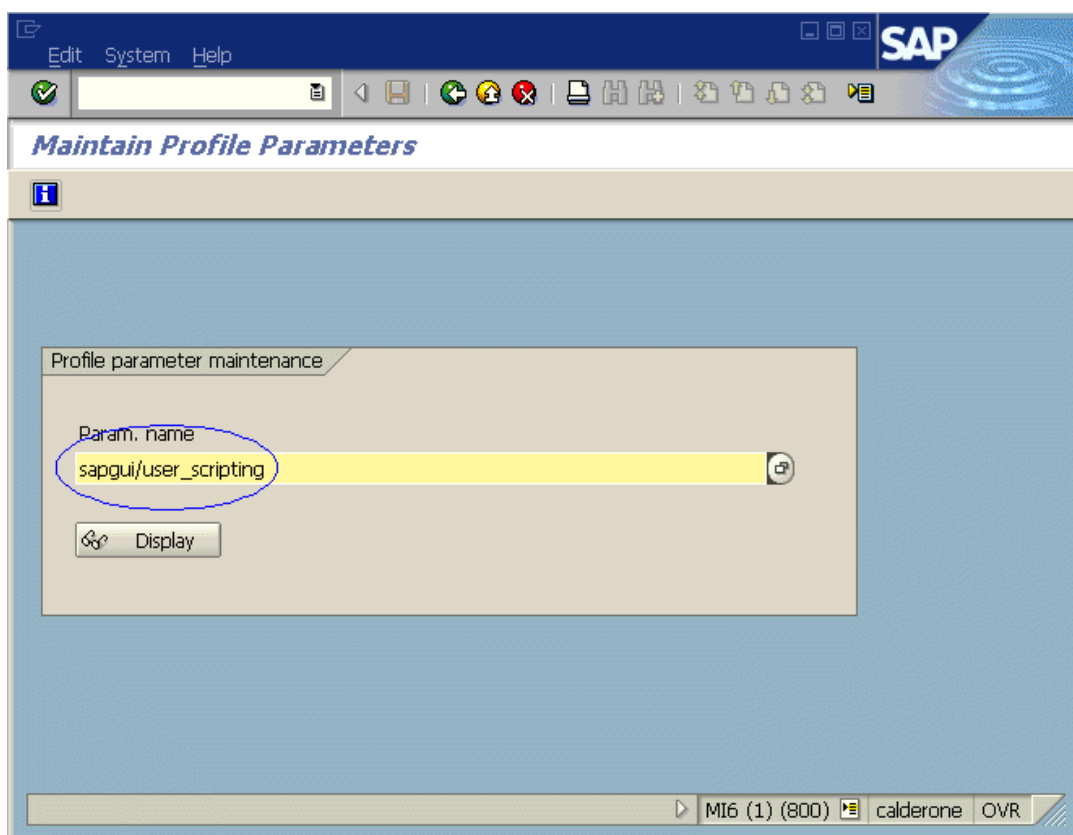 Edit System Help
SAP
Maintain Profile Parameters
Profile parameter maintenance
Param. name
sapgui/user_scripting
Display
MI6 (1) (800) calderone OVR